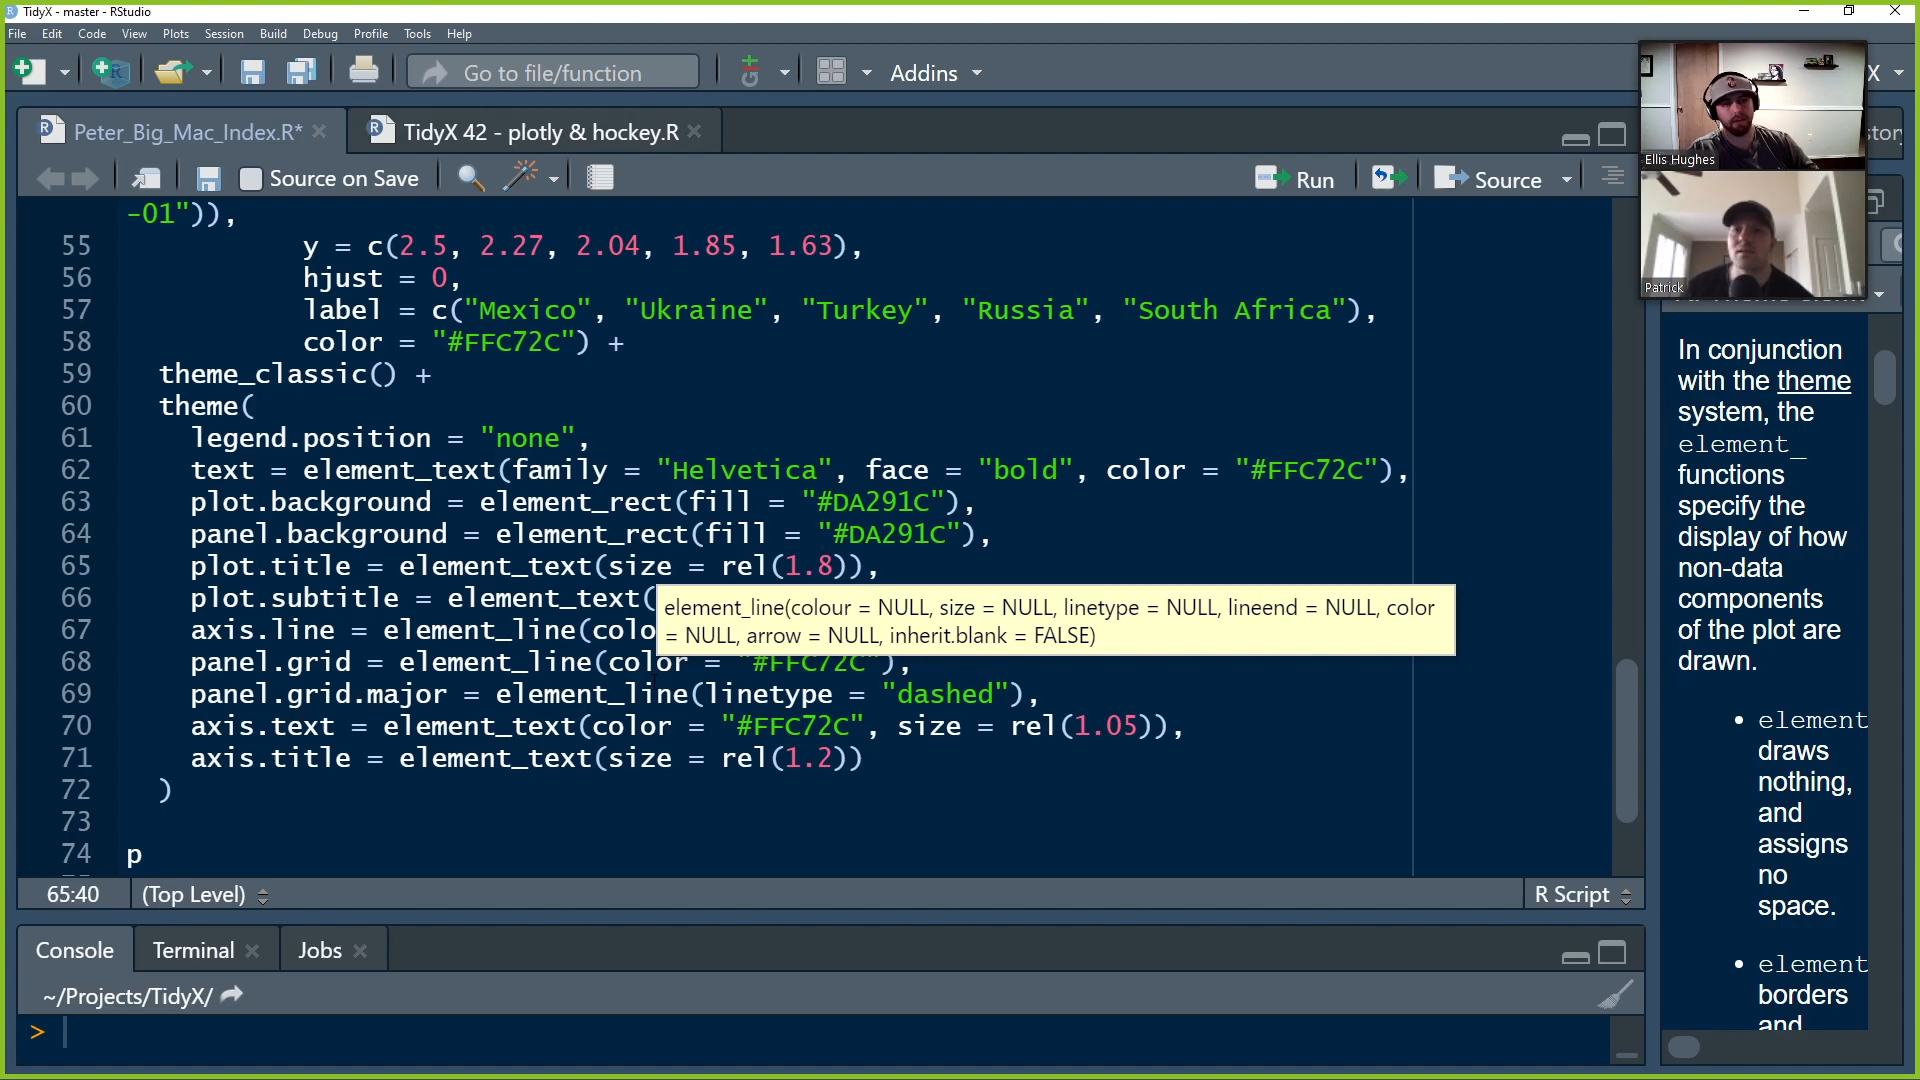 TidyX - master - RStudio
File Edit Code View Plots Session Build Debug Profile Tools Help
Go to file/function Addins X
Peter_Big_Mac_Index.R* TidyX 42 - plotly & hockey.R
Source on Save Run Source
-01")),
55 y = c(2.5, 2.27, 2.04, 1.85, 1.63),
56 hjust = 0,
57 label = c("Mexico", "Ukraine", "Turkey", "Russia", "South Africa"),
58 color = "#FFC72C") +
59 theme_classic() +
60 theme(
61 legend.position = "none",
62 text = element_text(family = "Helvetica", face = "bold", color = "#FFC72C"),
63 plot.background = element_rect(fill = "#DA291C"),
64 panel.background = element_rect(fill = "#DA291C"),
65 plot.title = element_text(size = rel(1.8)),
66 plot.subtitle = element_text(
67 axis.line = element_line(colo
element_line(colour = NULL, size = NULL, linetype = NULL, lineend = NULL, color
= NULL, arrow = NULL, inherit.blank = FALSE)
68 panel.grid = element_line(color = "#FFC72C"),
69 panel.grid.major = element_line(linetype = "dashed"),
70 axis.text = element_text(color = "#FFC72C", size = rel(1.05)),
71 axis.title = element_text(size = rel(1.2))
72 )
73
74 p
65:40 (Top Level) R Script
Console Terminal Jobs
~/Projects/TidyX/
>
Ellis Hughes
Patrick
In conjunction
with the theme
system, the
element_
functions
specify the
display of how
non-data
components
of the plot are
drawn.
• element
draws
nothing,
and
assigns
no
space.
• element
borders
and